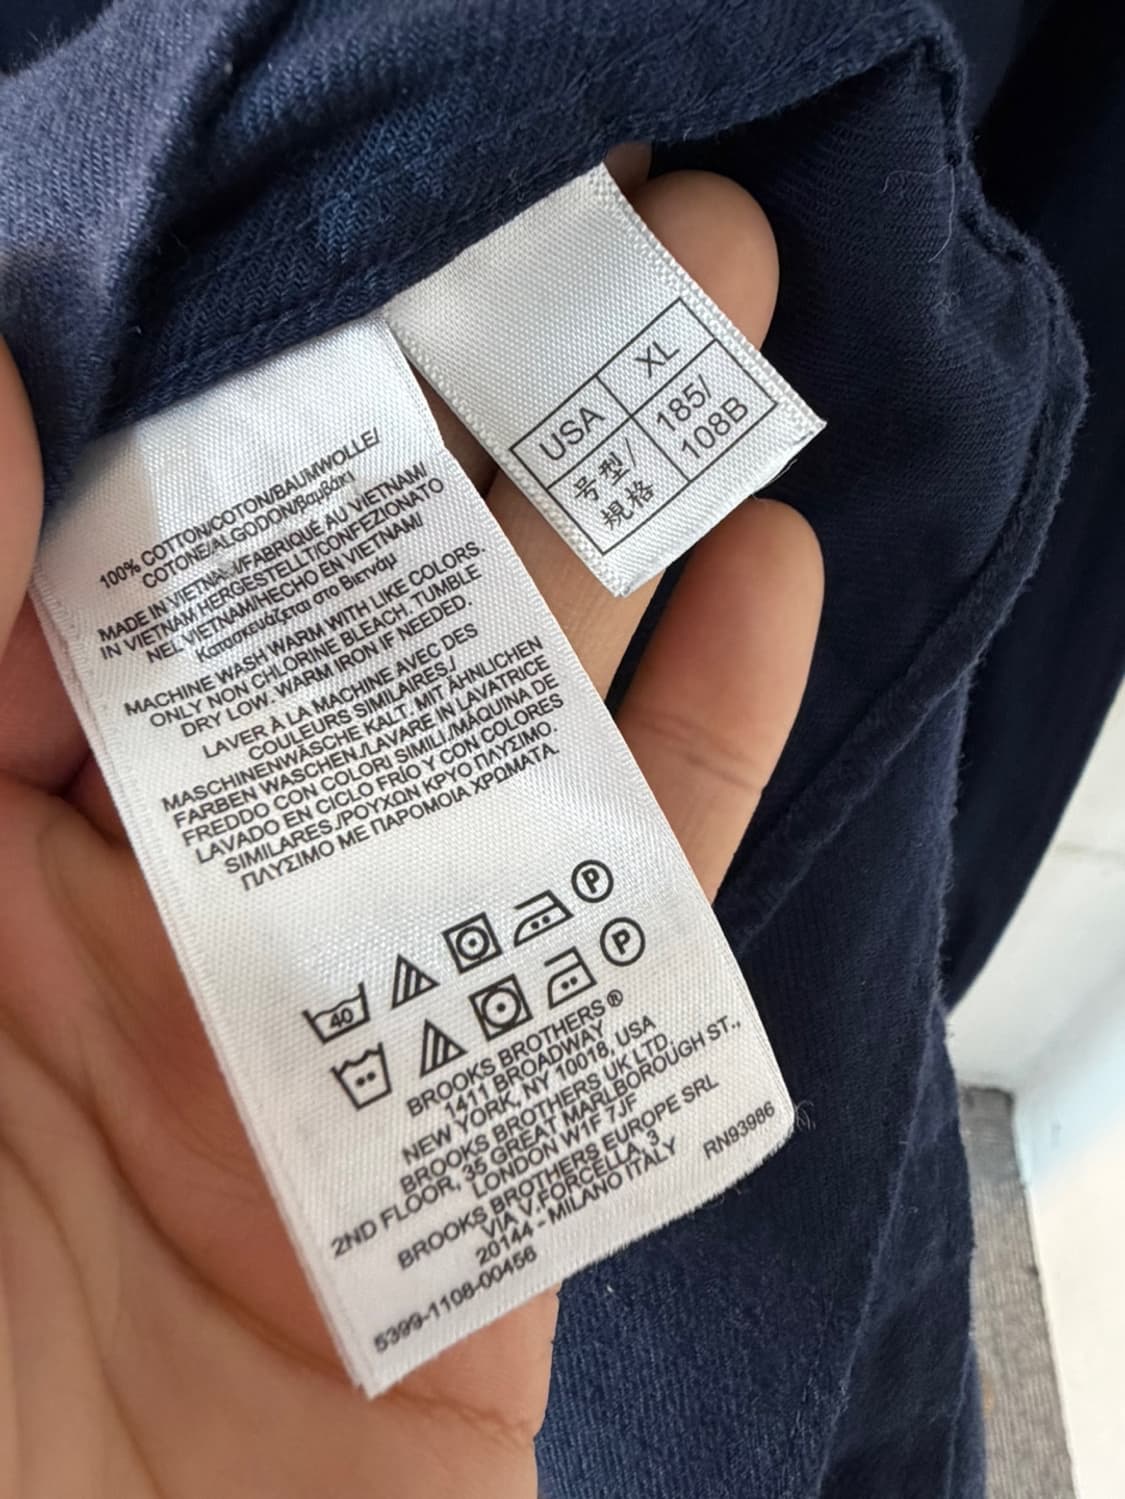 USA XL
号型/ 185/
規格 108B
100% COTTON/COTON/BAUMWOLLE/
COTONE/ALGODON/βαμβάκι
MADE IN VIETNAM/FABRIQUÉ AU VIETNAM/
IN VIETNAM HERGESTELLT/CONFEZIONATO
NEL VIETNAM/HECHO EN VIETNAM/
Κατασκευάζεται στο Βιετνάμ
MACHINE WASH WARM WITH LIKE COLORS.
ONLY NON CHLORINE BLEACH. TUMBLE
DRY LOW. WARM IRON IF NEEDED.
LAVER À LA MACHINE AVEC DES
COULEURS SIMILAIRES./
MASCHINENWÄSCHE KALT. MIT ÄHNLICHEN
FARBEN WASCHEN./LAVARE IN LAVATRICE
FREDDO CON COLORI SIMILI./MÁQUINA DE
LAVADO EN CICLO FRÍO Y CON COLORES
SIMILARES./ΡΟΥΧΩΝ ΚΡΥΟ ΠΛΥΣΙΜΟ.
ΠΛΥΣΙΜΟ ΜΕ ΠΑΡΟΜΟΙΑ ΧΡΩΜΑΤΑ.
40 P
P
BROOKS BROTHERS ®
1411 BROADWAY
NEW YORK, NY 10018, USA
BROOKS BROTHERS UK LTD.
2ND FLOOR, 35 GREAT MARLBOROUGH ST.,
LONDON W1F 7JF
BROOKS BROTHERS EUROPE SRL
VIA V.FORCELLA, 3
20144 - MILANO ITALY
5399-1108-00456 RN93986